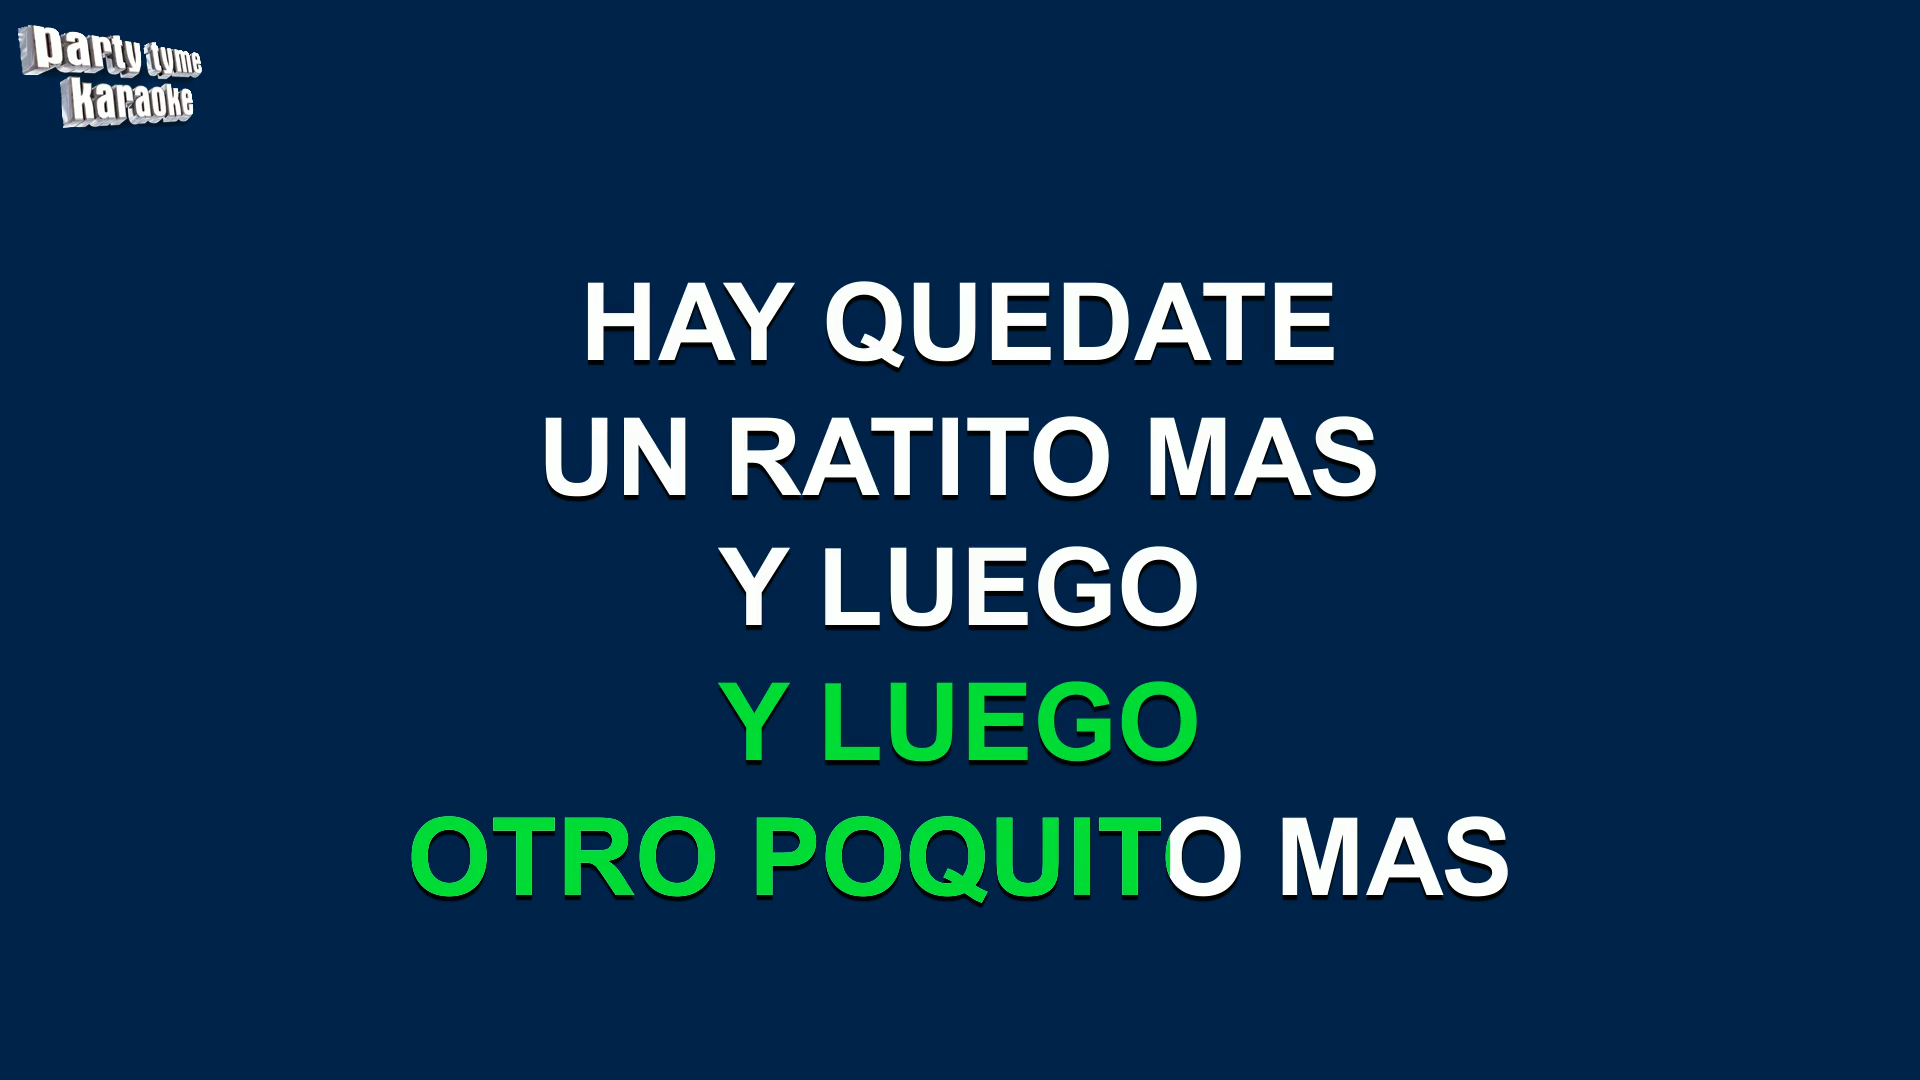 party tyme
karaoke
HAY QUEDATE
UN RATITO MAS
Y LUEGO
Y LUEGO
OTRO POQUITO MAS